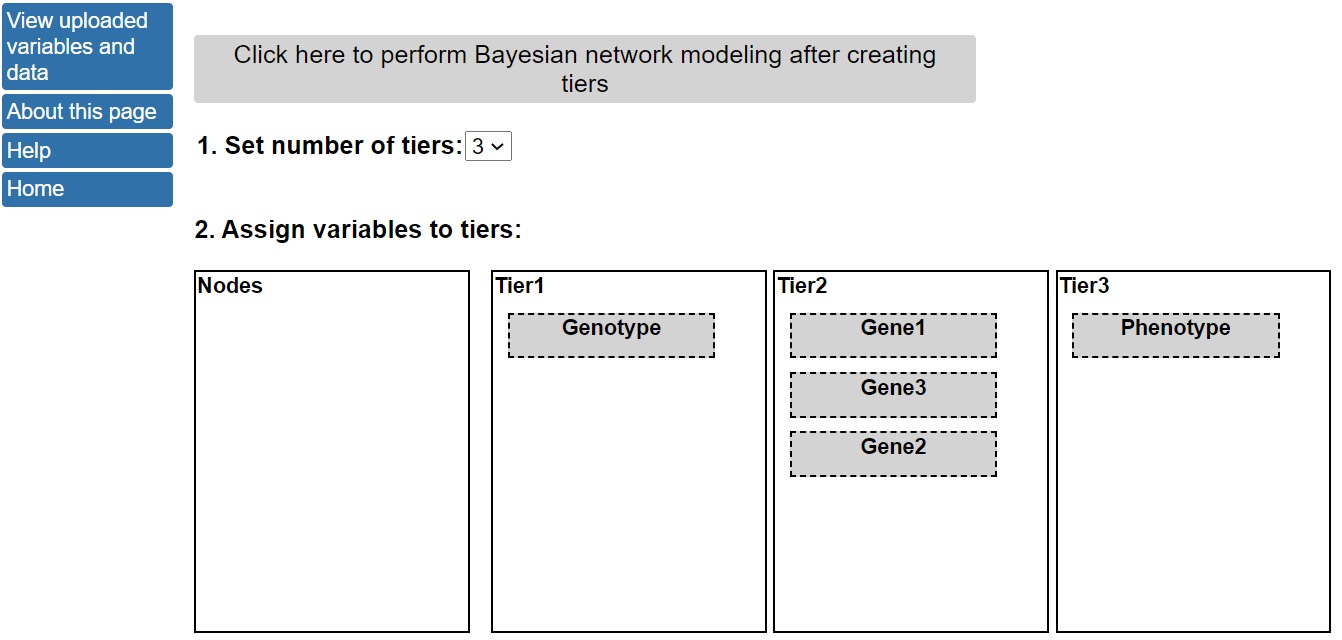 View uploaded
variables and
data
About this page
Help
Home
Click here to perform Bayesian network modeling after creating
tiers
1. Set number of tiers: 3
2. Assign variables to tiers:
Nodes
Tier1
Genotype
Tier2
Gene1
Gene3
Gene2
Tier3
Phenotype